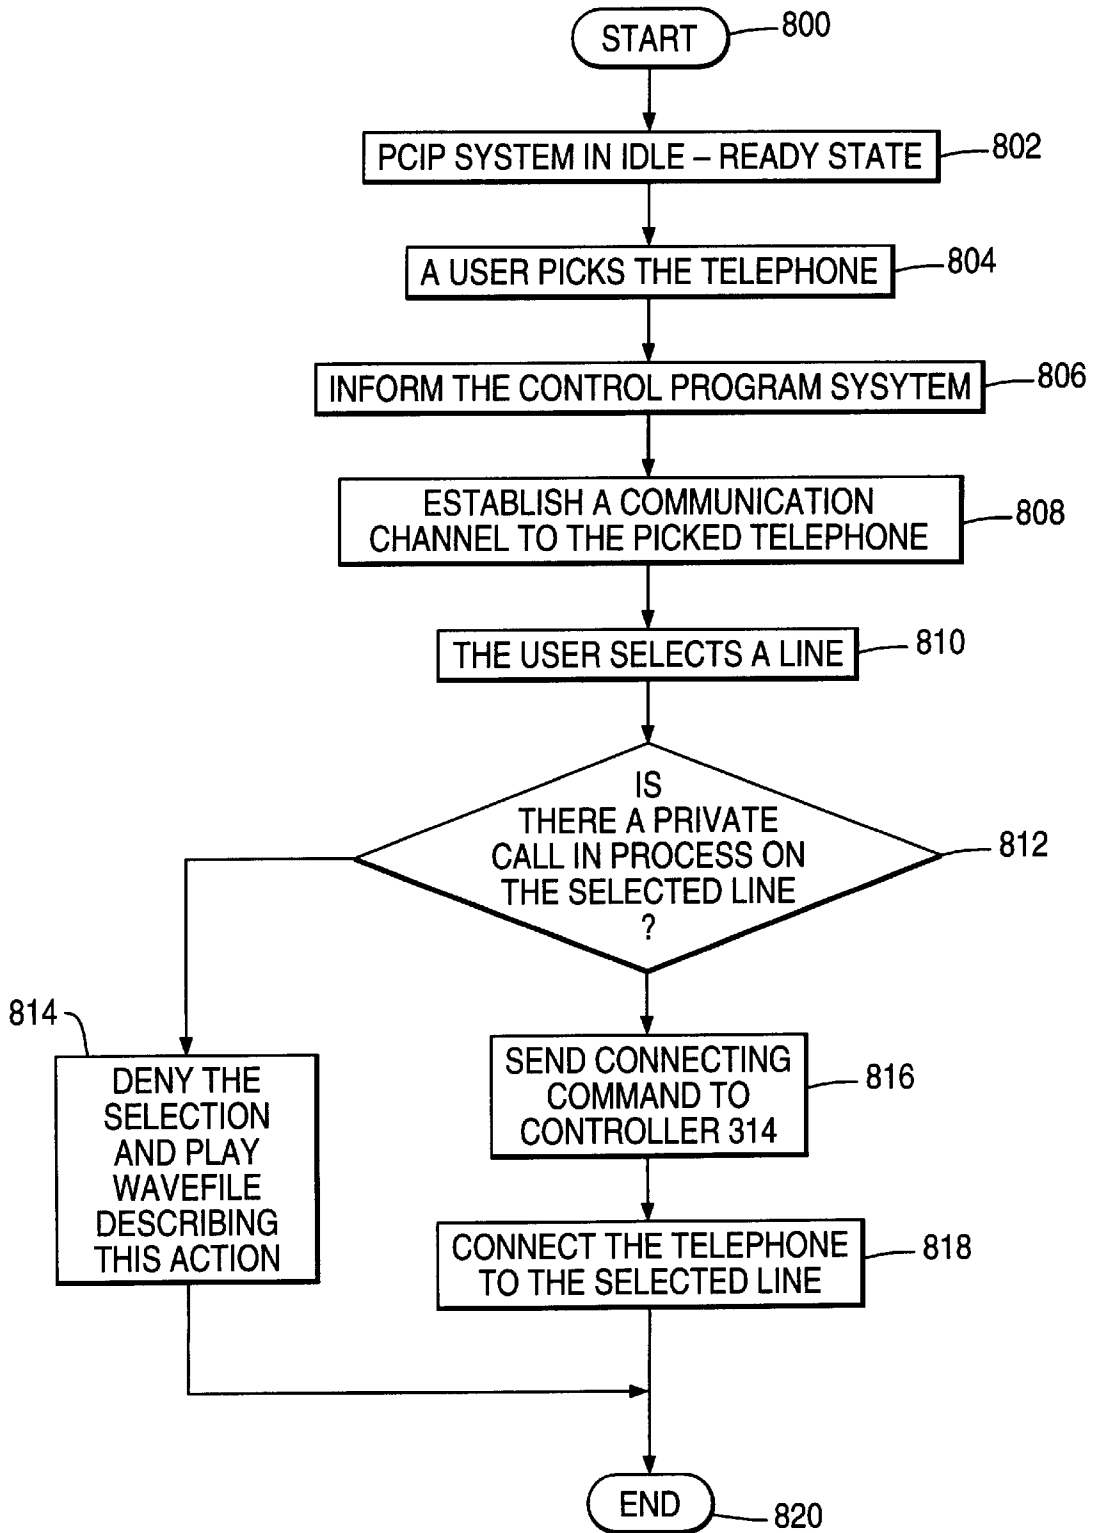 START
800
PCIP SYSTEM IN IDLE – READY STATE
802
A USER PICKS THE TELEPHONE
804
INFORM THE CONTROL PROGRAM SYSYTEM
806
ESTABLISH A COMMUNICATION
CHANNEL TO THE PICKED TELEPHONE
808
THE USER SELECTS A LINE
810
IS
THERE A PRIVATE
CALL IN PROCESS ON
THE SELECTED LINE
?
812
814
DENY THE
SELECTION
AND PLAY
WAVEFILE
DESCRIBING
THIS ACTION
SEND CONNECTING
COMMAND TO
CONTROLLER 314
816
CONNECT THE TELEPHONE
TO THE SELECTED LINE
818
END
820